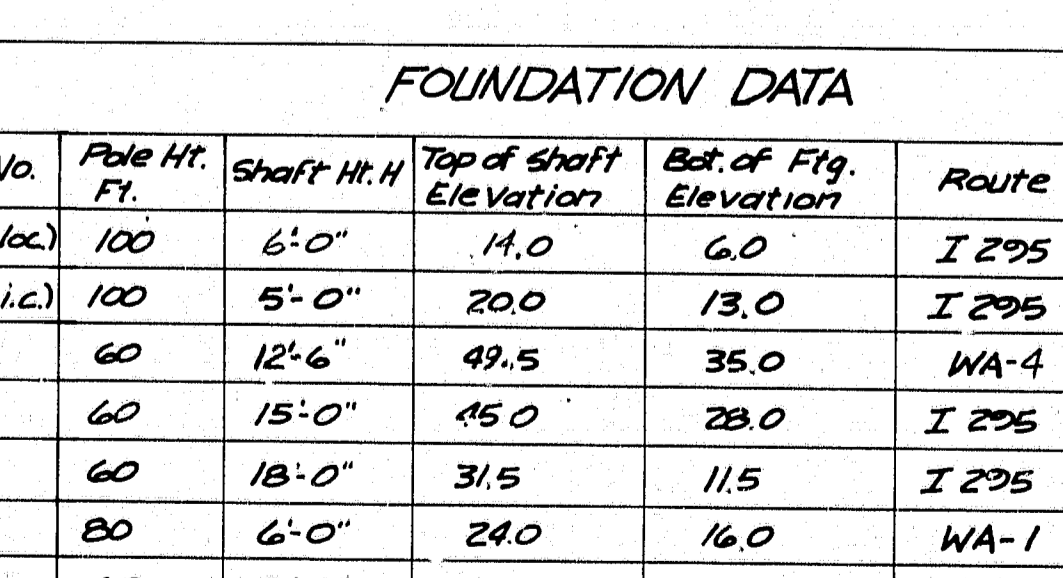 FOUNDATION DATA
No. Pole Ht. Ft. Shaft Ht. H Top of Shaft Elevation Bot. of Ftg. Elevation Route
loc.) 100 6'-0" 14.0 6.0 I 295
i.c.) 100 5'-0" 20.0 13.0 I 295
60 12'-6" 49.5 35.0 WA-4
60 15'-0" 45.0 28.0 I 295
60 18'-0" 31.5 11.5 I 295
80 6'-0" 24.0 16.0 WA-1